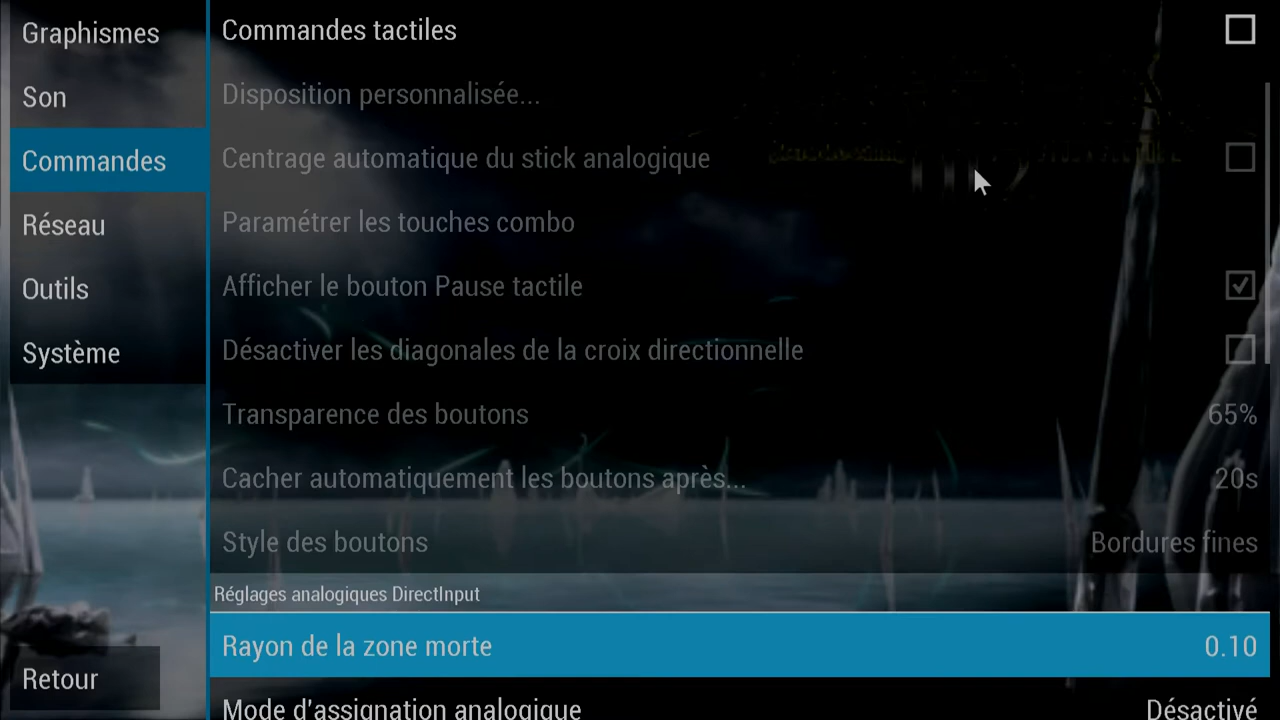 Graphismes
Son
Commandes
Réseau
Outils
Système
Retour
Commandes tactiles
Disposition personnalisée...
Centrage automatique du stick analogique
Paramétrer les touches combo
Afficher le bouton Pause tactile
Désactiver les diagonales de la croix directionnelle
Transparence des boutons 65%
Cacher automatiquement les boutons après... 20s
Style des boutons Bordures fines
Réglages analogiques DirectInput
Rayon de la zone morte 0.10
Mode d'assignation analogique Désactivé